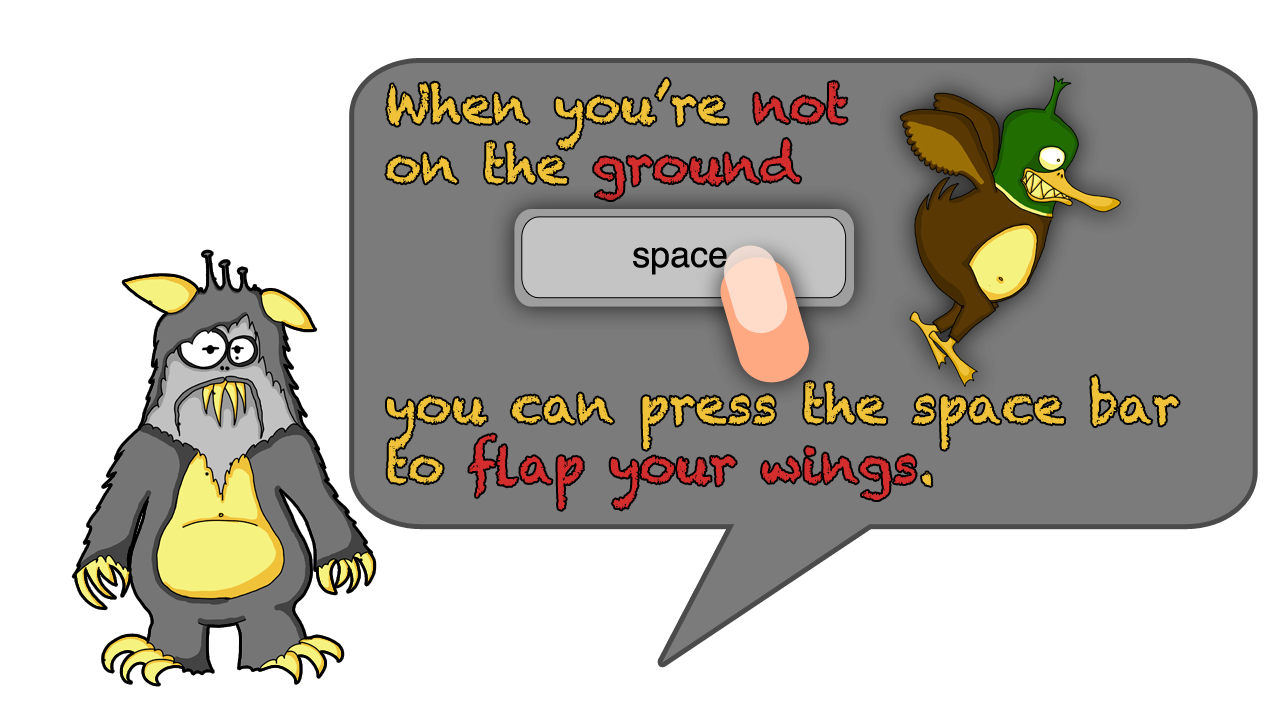 When you're not
on the ground
space
you can press the space bar
to flap your wings.